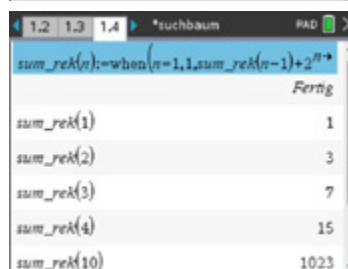 1.2 1.3 1.4 *suchbaum PAD
sum_rek(n):=when(n=1,1,sum_rek(n-1)+2^n
Fertig
sum_rek(1) 1
sum_rek(2) 3
sum_rek(3) 7
sum_rek(4) 15
sum_rek(10) 1023